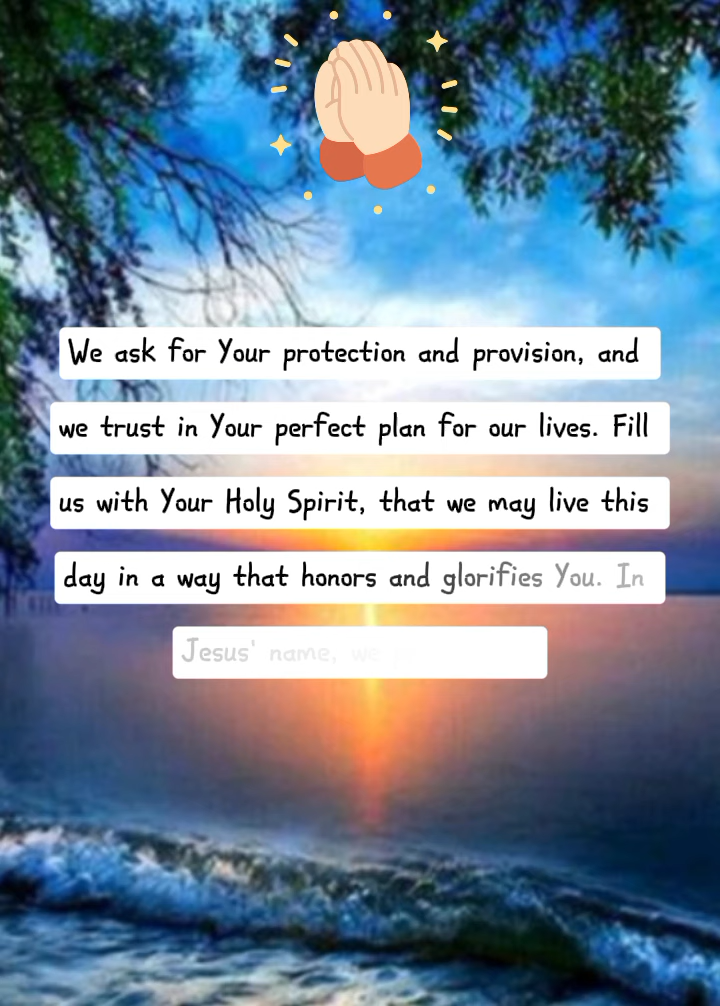 We ask for Your protection and provision, and
we trust in Your perfect plan for our lives. Fill
us with Your Holy Spirit, that we may live this
day in a way that honors and glorifies You. In
Jesus' name, we